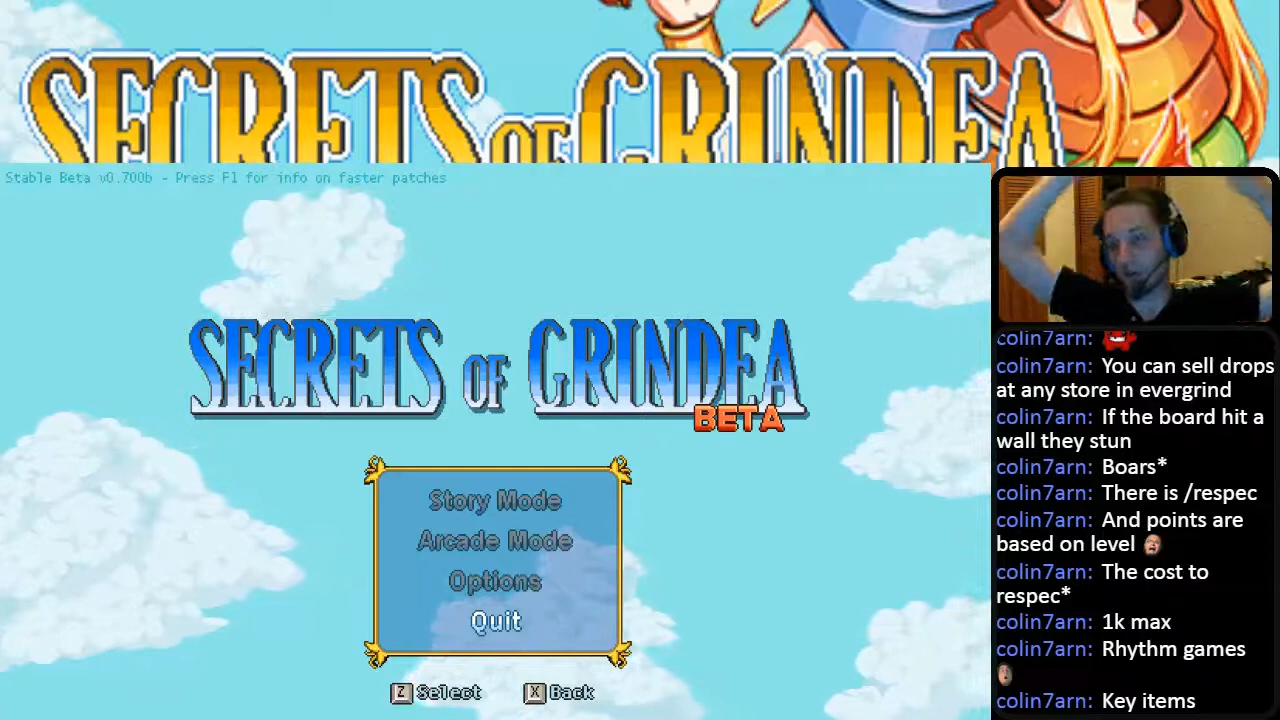 SECRETS OF GRINDEA
Stable Beta v0.700b - Press F1 for info on faster patches
SECRETS OF GRINDEA
BETA
Story Mode
Arcade Mode
Options
Quit
Z Select X Back
colin7arn:
colin7arn: You can sell drops
at any store in evergrind
colin7arn: If the board hit a
wall they stun
colin7arn: Boars*
colin7arn: There is /respec
colin7arn: And points are
based on level
colin7arn: The cost to
respec*
colin7arn: 1k max
colin7arn: Rhythm games
colin7arn: Key items